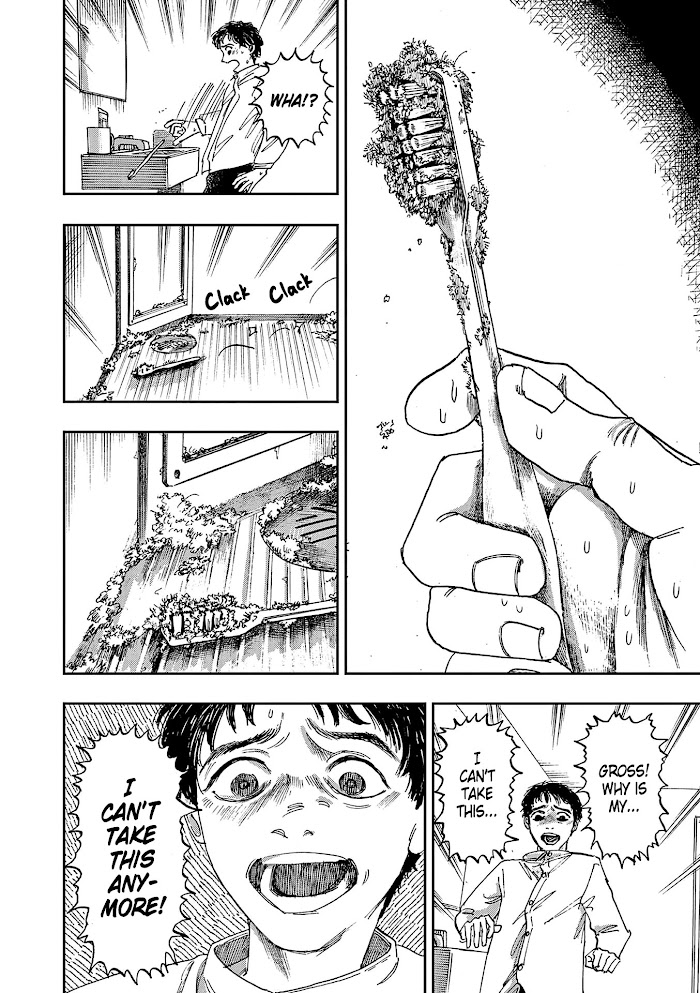 WHA!?
Clack Clack
GROSS!
WHY IS
MY...
I
CAN'T
TAKE
THIS...
I
CAN'T
TAKE
THIS
ANY-
MORE!